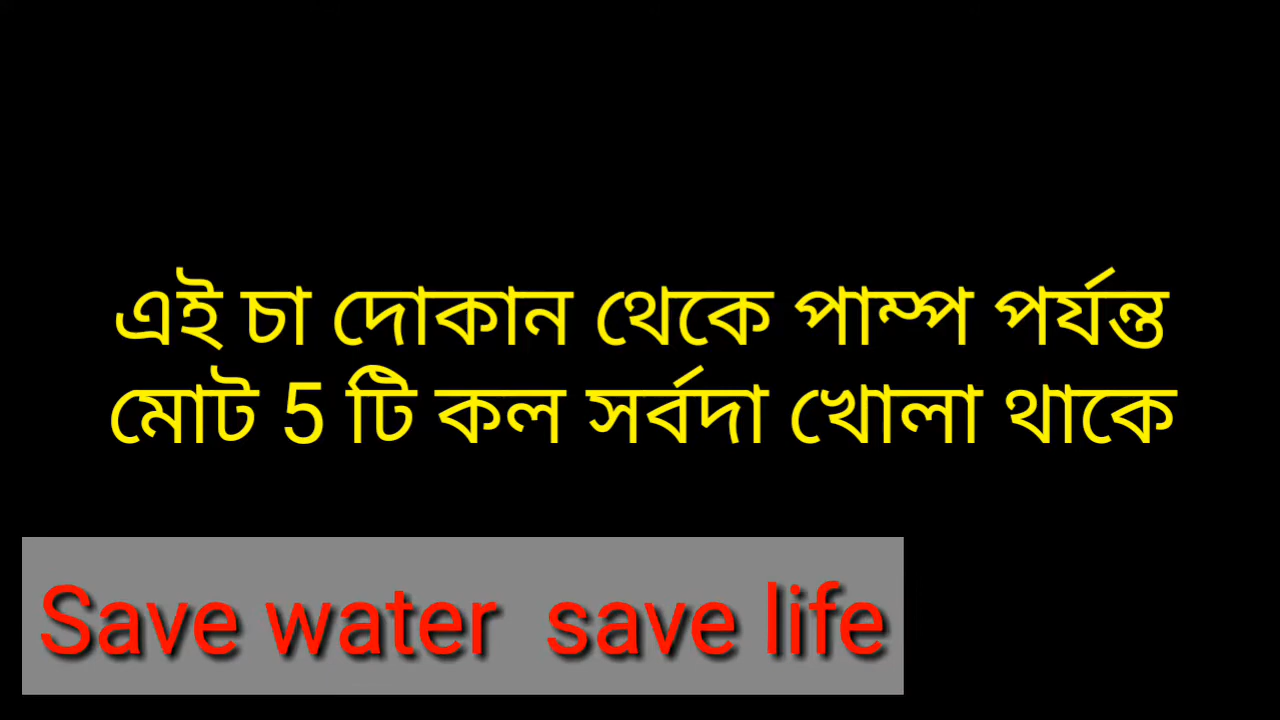 এই চা দোকান থেকে পাম্প পর্যন্ত
মোট 5 টি কল সর্বদা খোলা থাকে
Save water save life